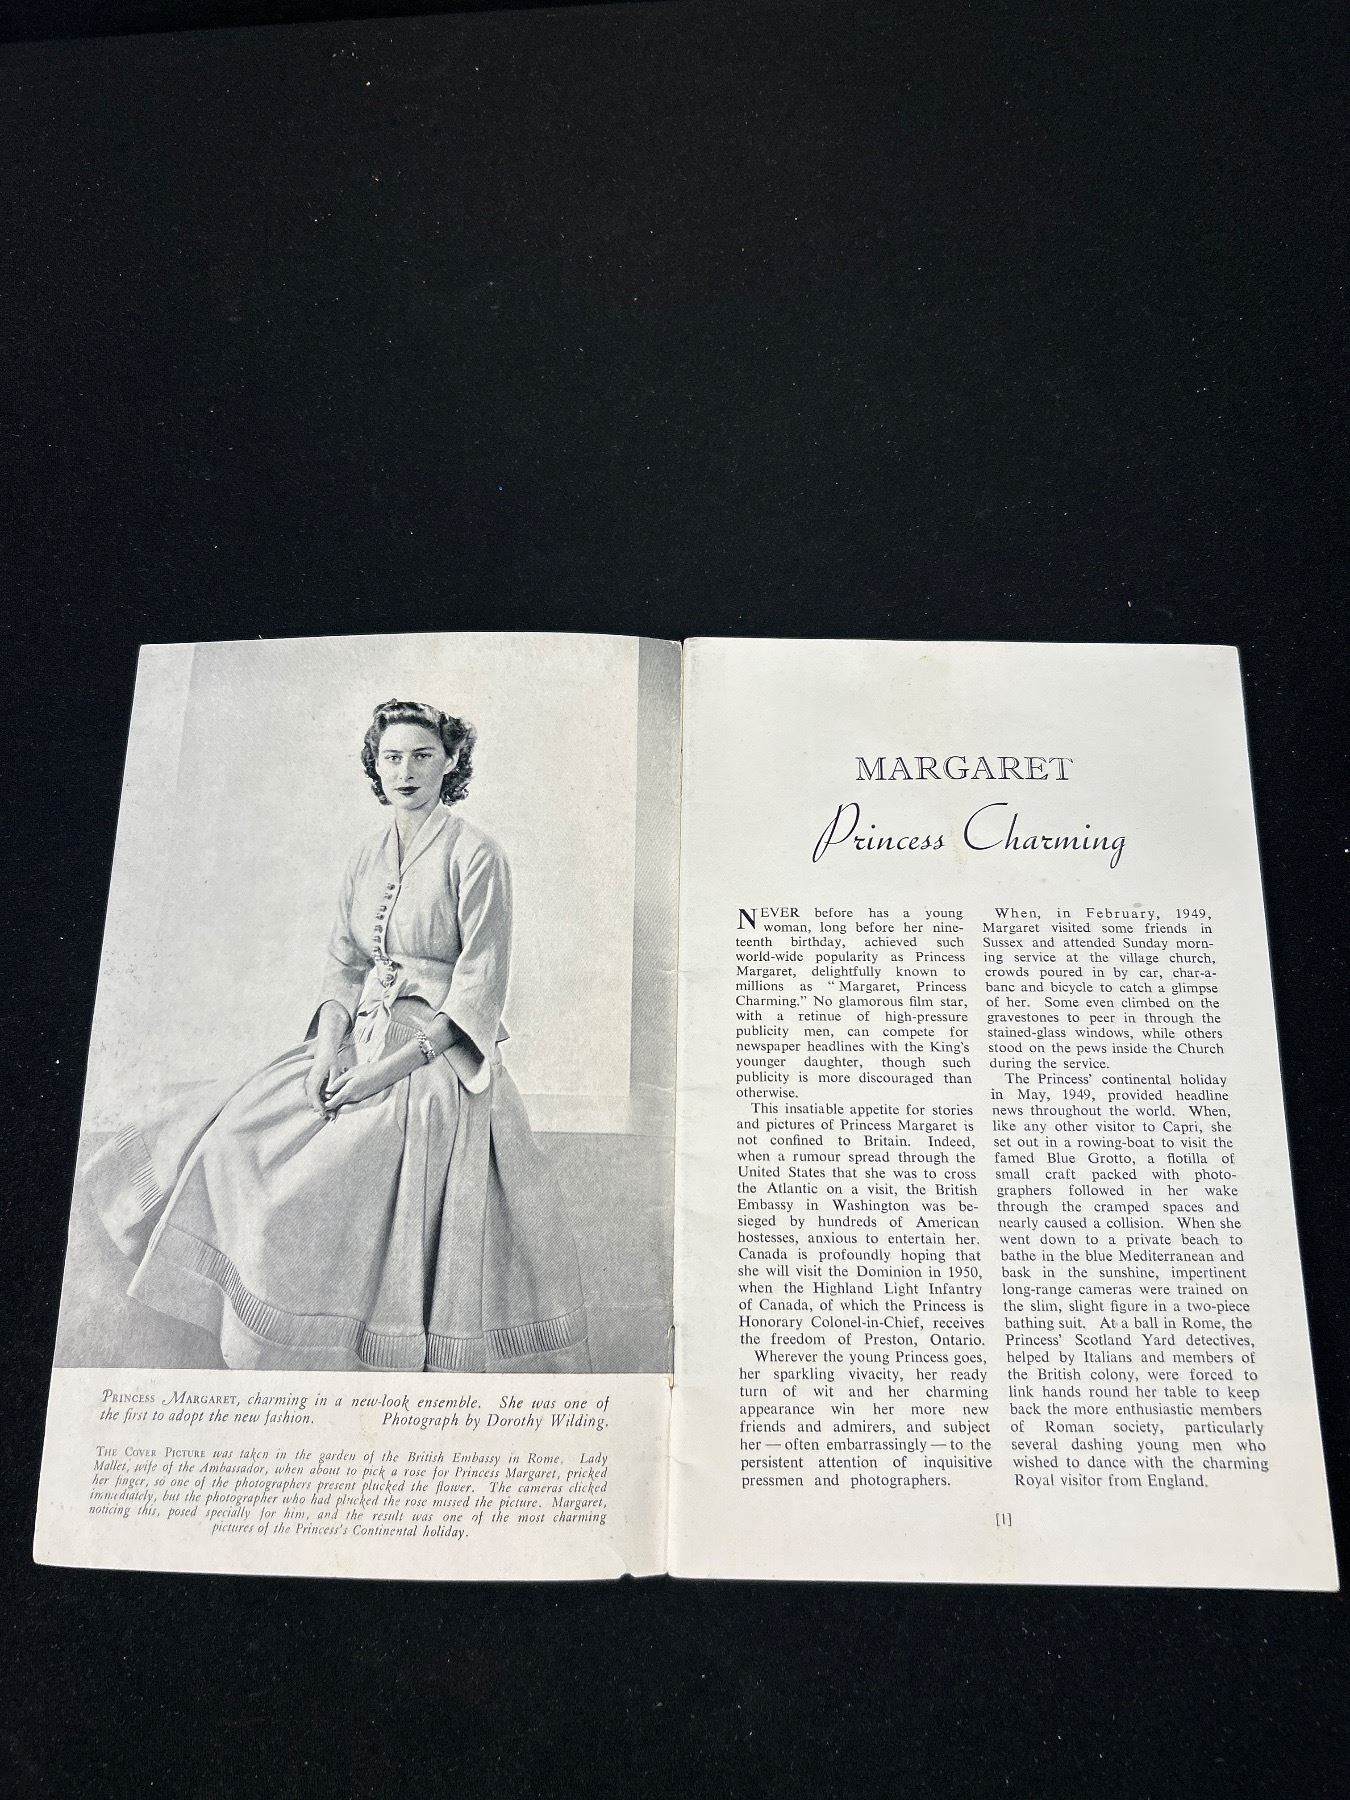 PRINCESS MARGARET, charming in a new-look ensemble. She was one of
the first to adopt the new fashion. Photograph by Dorothy Wilding.
THE COVER PICTURE was taken in the garden of the British Embassy in Rome. Lady
Mallet, wife of the Ambassador, when about to pick a rose for Princess Margaret, pricked
her finger, so one of the photographers present plucked the flower. The cameras clicked
immediately, but the photographer who had plucked the rose missed the picture. Margaret,
noticing this, posed specially for him, and the result was one of the most charming
pictures of the Princess's Continental holiday.
MARGARET
Princess Charming
NEVER before has a young
woman, long before her nine-
teenth birthday, achieved such
world-wide popularity as Princess
Margaret, delightfully known to
millions as "Margaret, Princess
Charming." No glamorous film star,
with a retinue of high-pressure
publicity men, can compete for
newspaper headlines with the King's
younger daughter, though such
publicity is more discouraged than
otherwise.
This insatiable appetite for stories
and pictures of Princess Margaret is
not confined to Britain. Indeed,
when a rumour spread through the
United States that she was to cross
the Atlantic on a visit, the British
Embassy in Washington was be-
sieged by hundreds of American
hostesses, anxious to entertain her.
Canada is profoundly hoping that
she will visit the Dominion in 1950,
when the Highland Light Infantry
of Canada, of which the Princess is
Honorary Colonel-in-Chief, receives
the freedom of Preston, Ontario.
Wherever the young Princess goes,
her sparkling vivacity, her ready
turn of wit and her charming
appearance win her more new
friends and admirers, and subject
her — often embarrassingly — to the
persistent attention of inquisitive
pressmen and photographers.
When, in February, 1949,
Margaret visited some friends in
Sussex and attended Sunday morn-
ing service at the village church,
crowds poured in by car, char-a-
banc and bicycle to catch a glimpse
of her. Some even climbed on the
gravestones to peer in through the
stained-glass windows, while others
stood on the pews inside the Church
during the service.
The Princess' continental holiday
in May, 1949, provided headline
news throughout the world. When,
like any other visitor to Capri, she
set out in a rowing-boat to visit the
famed Blue Grotto, a flotilla of
small craft packed with photo-
graphers followed in her wake
through the cramped spaces and
nearly caused a collision. When she
went down to a private beach to
bathe in the blue Mediterranean and
bask in the sunshine, impertinent
long-range cameras were trained on
the slim, slight figure in a two-piece
bathing suit. At a ball in Rome, the
Princess' Scotland Yard detectives,
helped by Italians and members of
the British colony, were forced to
link hands round her table to keep
back the more enthusiastic members
of Roman society, particularly
several dashing young men who
wished to dance with the charming
Royal visitor from England.
[1]